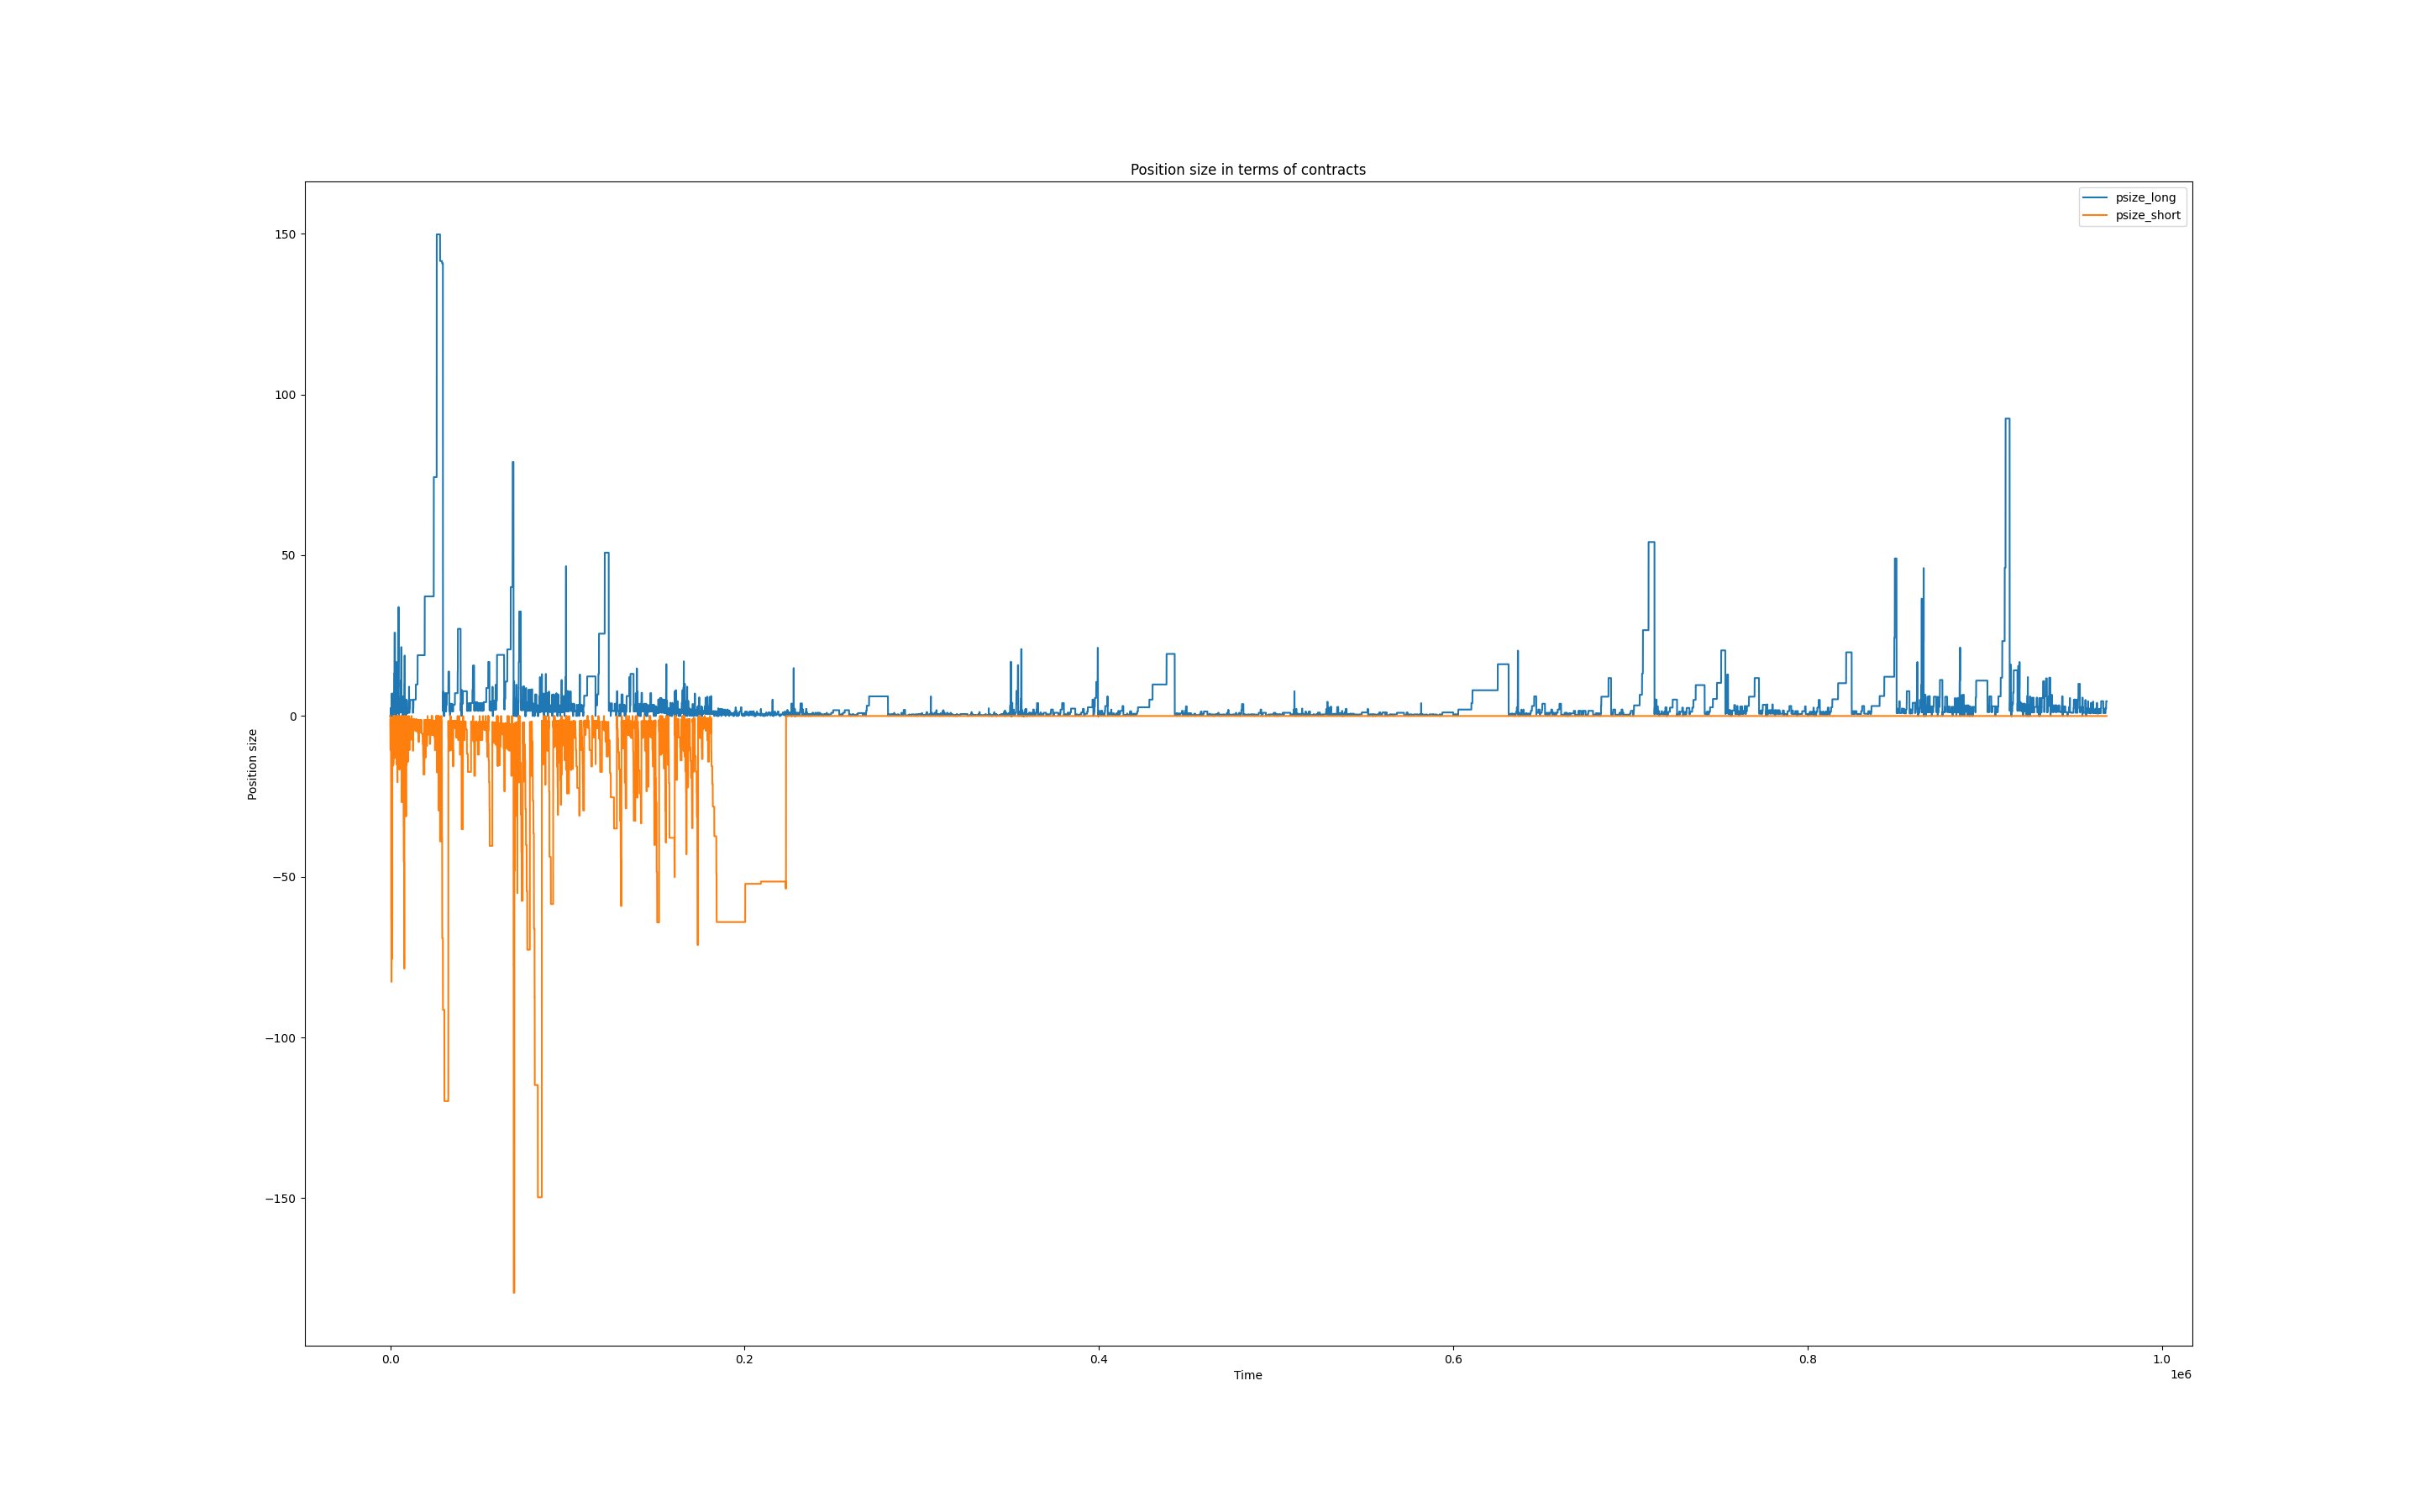 Position size in terms of contracts
psize_long
psize_short
150
100
50
0
−50
−100
−150
Position size
0.0
0.2
0.4
0.6
0.8
1.0
1e6
Time